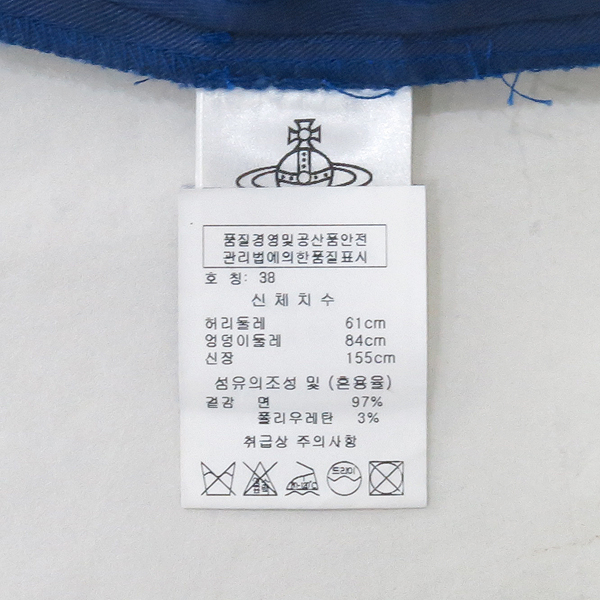 품질경영및공산품안전
관리법에의한품질표시
호 칭: 38
신 체 치 수
허리둘레 61cm
엉덩이둘레 84cm
신장 155cm
섬유의조성 및 (혼용율)
겉감 면 97%
폴리우레탄 3%
취급상 주의사항
드라이